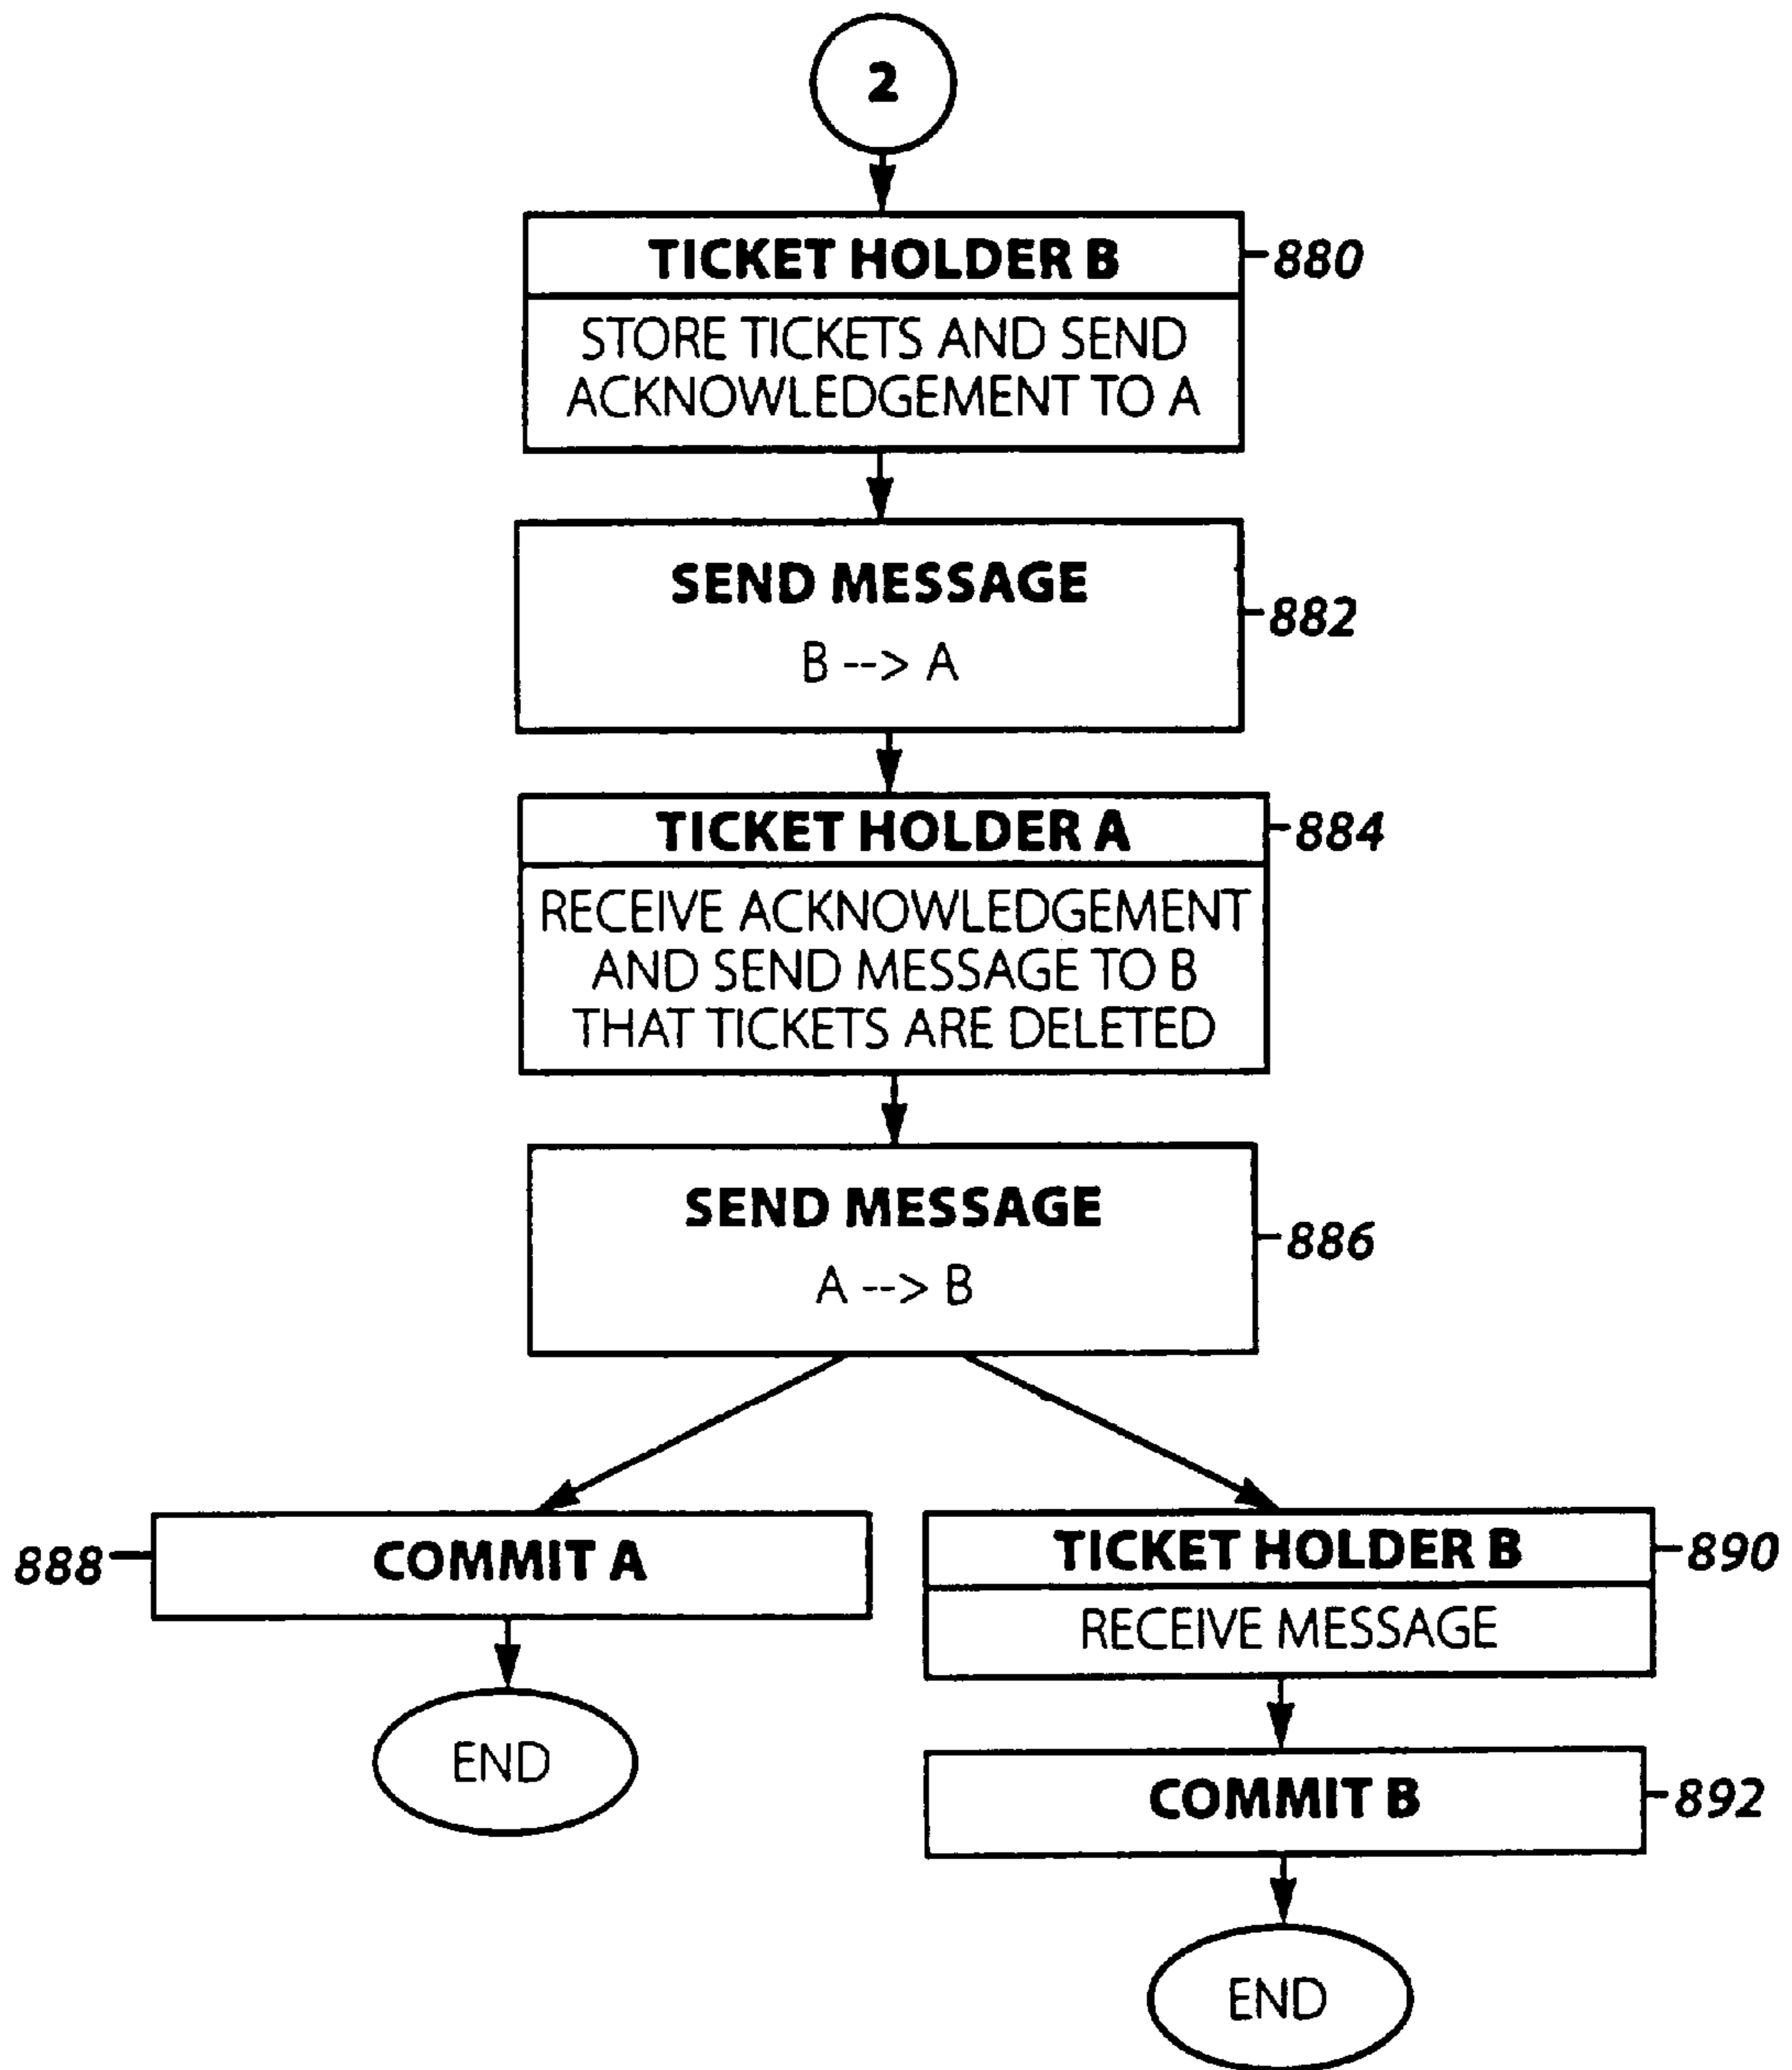 2
TICKET HOLDER B
880
STORE TICKETS AND SEND
ACKNOWLEDGEMENT TO A
SEND MESSAGE
882
B --> A
TICKET HOLDER A
884
RECEIVE ACKNOWLEDGEMENT
AND SEND MESSAGE TO B
THAT TICKETS ARE DELETED
SEND MESSAGE
886
A --> B
888
COMMIT A
END
TICKET HOLDER B
890
RECEIVE MESSAGE
COMMIT B
892
END